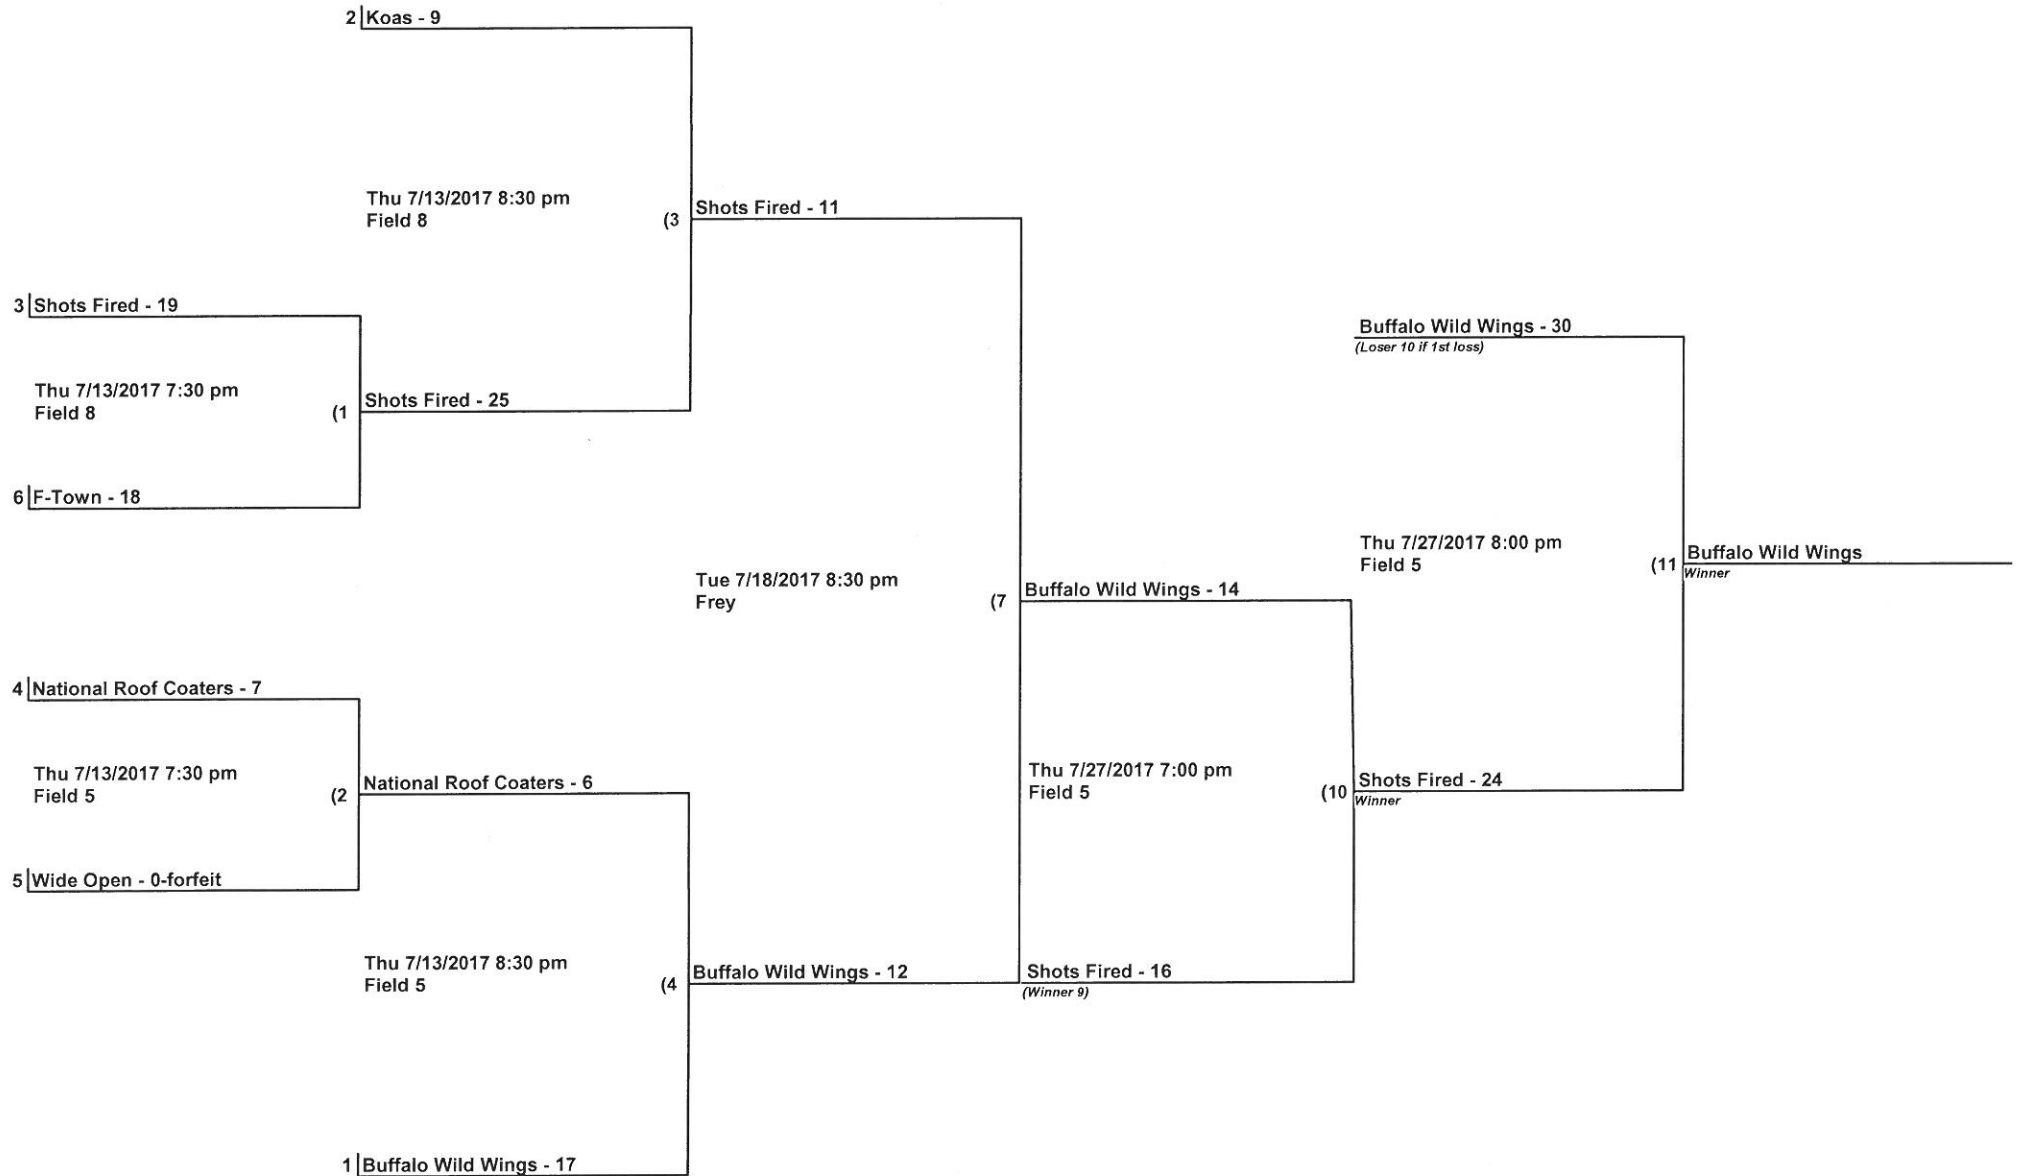 2 Koas - 9
Thu 7/13/2017 8:30 pm
Field 8
(3
Shots Fired - 11
3 Shots Fired - 19
Thu 7/13/2017 7:30 pm
Field 8
(1
Shots Fired - 25
6 F-Town - 18
Buffalo Wild Wings - 30
(Loser 10 if 1st loss)
Thu 7/27/2017 8:00 pm
Field 5
(11
Buffalo Wild Wings
Winner
Tue 7/18/2017 8:30 pm
Frey
(7
Buffalo Wild Wings - 14
4 National Roof Coaters - 7
Thu 7/13/2017 7:30 pm
Field 5
(2
National Roof Coaters - 6
5 Wide Open - 0-forfeit
Thu 7/27/2017 7:00 pm
Field 5
(10
Shots Fired - 24
Winner
Thu 7/13/2017 8:30 pm
Field 5
(4
Buffalo Wild Wings - 12
Shots Fired - 16
(Winner 9)
1 Buffalo Wild Wings - 17